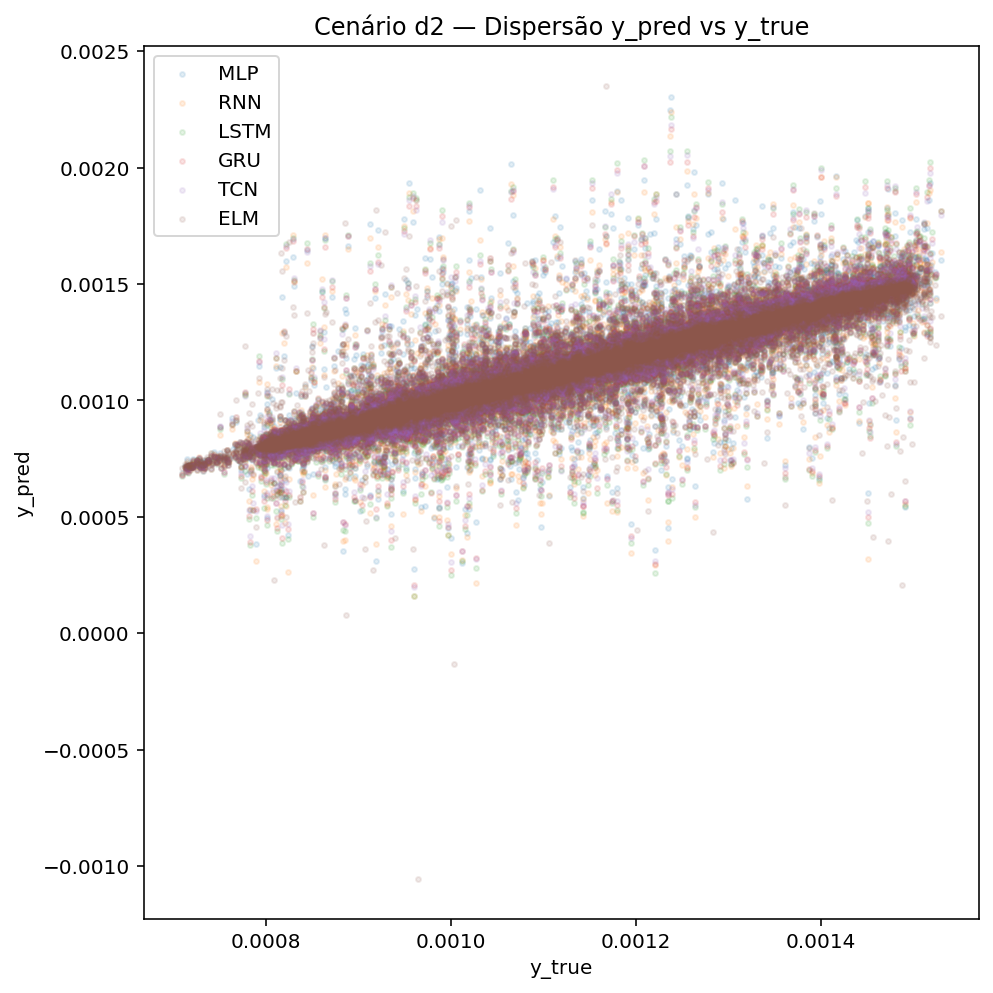 Cenário d2 — Dispersão y_pred vs y_true
0.0025
0.0020
0.0015
0.0010
0.0005
0.0000
−0.0005
−0.0010
y_pred
MLP
RNN
LSTM
GRU
TCN
ELM
0.0008
0.0010
0.0012
0.0014
y_true